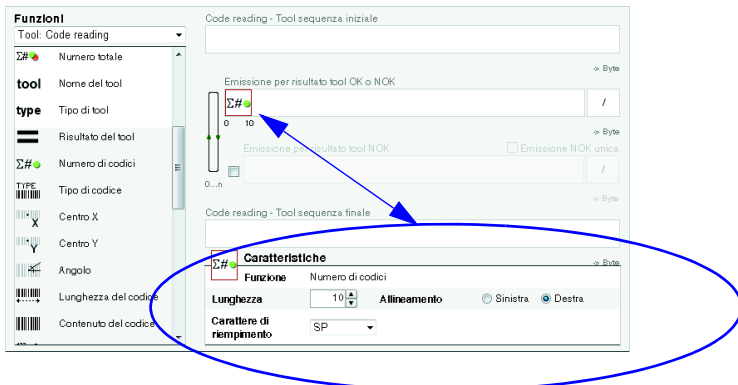 Funzioni
Tool: Code reading
Σ# Numero totale
tool Nome del tool
type Tipo di tool
Risultato del tool
Σ# Numero di codici
TYPE Tipo di codice
X Centro X
Y Centro Y
Angolo
Lunghezza del codice
Contenuto del codice
Code reading - Tool sequenza iniziale
-> Byte
Emissione per risultato tool OK o NOK
Σ#
/
0 10
-> Byte
Emissione per risultato tool NOK
Emissione NOK unica
/
0...n
-> Byte
Code reading - Tool sequenza finale
-> Byte
Σ#
Caratteristiche
Funzione Numero di codici
Lunghezza 10 Allineamento Sinistra Destra
Carattere di
riempimento
SP